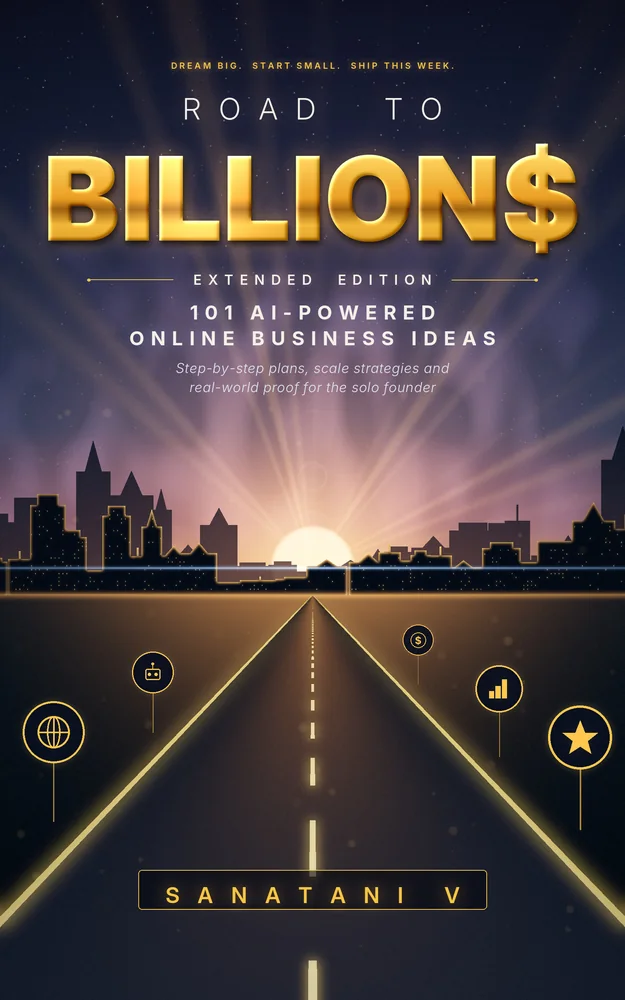 DREAM BIG. START SMALL. SHIP THIS WEEK.
ROAD TO
BILLION$
EXTENDED EDITION
101 AI-POWERED
ONLINE BUSINESS IDEAS
Step-by-step plans, scale strategies and
real-world proof for the solo founder
$
SANATANI V